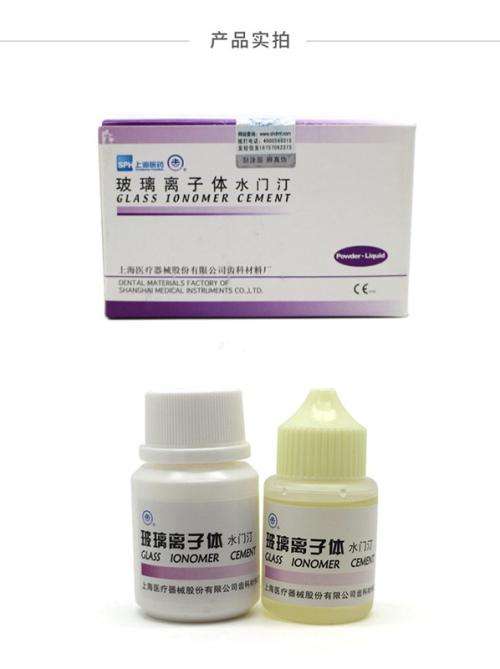 产品实拍
SPH 上海医药
玻璃离子体水门汀
GLASS IONOMER CEMENT
Powder-Liquid
上海医疗器械股份有限公司齿科材料厂
DENTAL MATERIALS FACTORY OF
SHANGHAI MEDICAL INSTRUMENTS CO.,LTD.
CE
玻璃离子体 水门汀
GLASS IONOMER CEMENT
上海医疗器械股份有限公司齿科材
玻璃离子体 水门汀
GLASS IONOMER CEMENT
上海医疗器械股份有限公司齿科材料